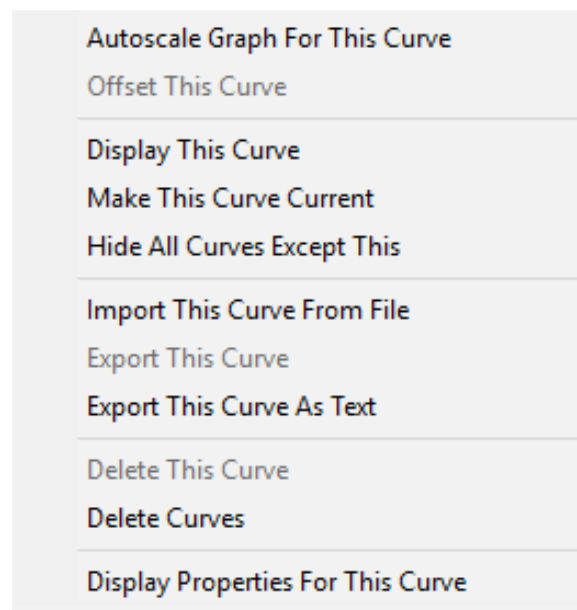 Autoscale Graph For This Curve
Offset This Curve
Display This Curve
Make This Curve Current
Hide All Curves Except This
Import This Curve From File
Export This Curve
Export This Curve As Text
Delete This Curve
Delete Curves
Display Properties For This Curve